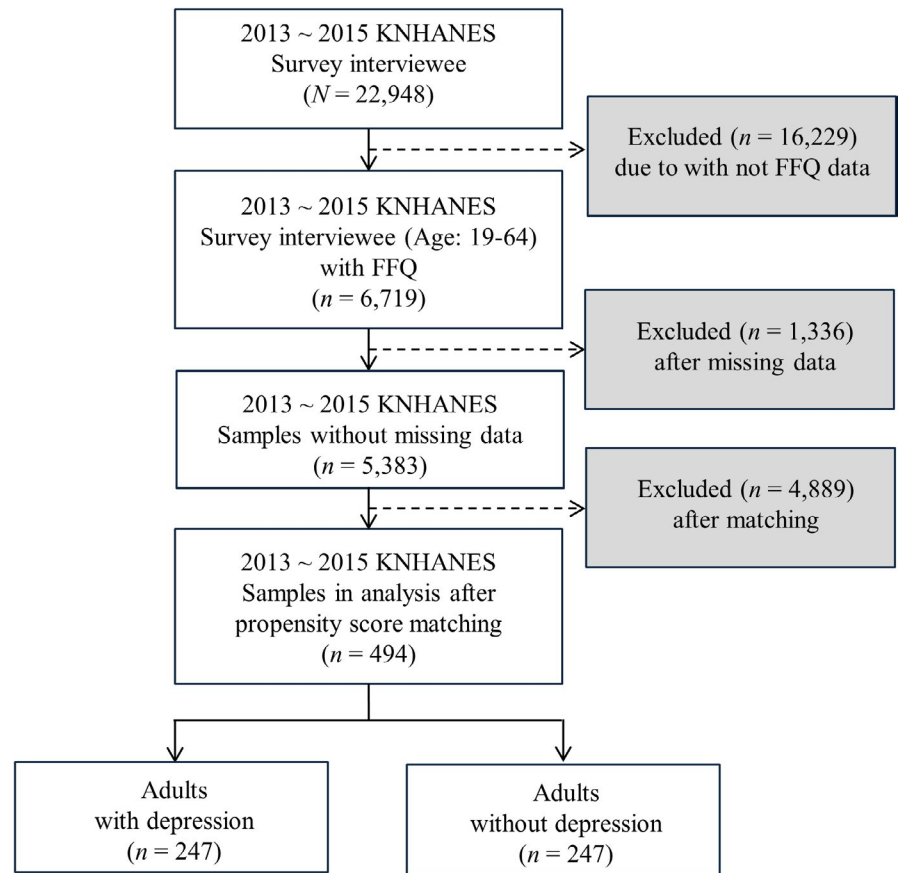 2013 ~ 2015 KNHANES
Survey interviewee
(N = 22,948)
Excluded (n = 16,229)
due to with not FFQ data
2013 ~ 2015 KNHANES
Survey interviewee (Age: 19-64)
with FFQ
(n = 6,719)
Excluded (n = 1,336)
after missing data
2013 ~ 2015 KNHANES
Samples without missing data
(n = 5,383)
Excluded (n = 4,889)
after matching
2013 ~ 2015 KNHANES
Samples in analysis after
propensity score matching
(n = 494)
Adults
with depression
(n = 247)
Adults
without depression
(n = 247)